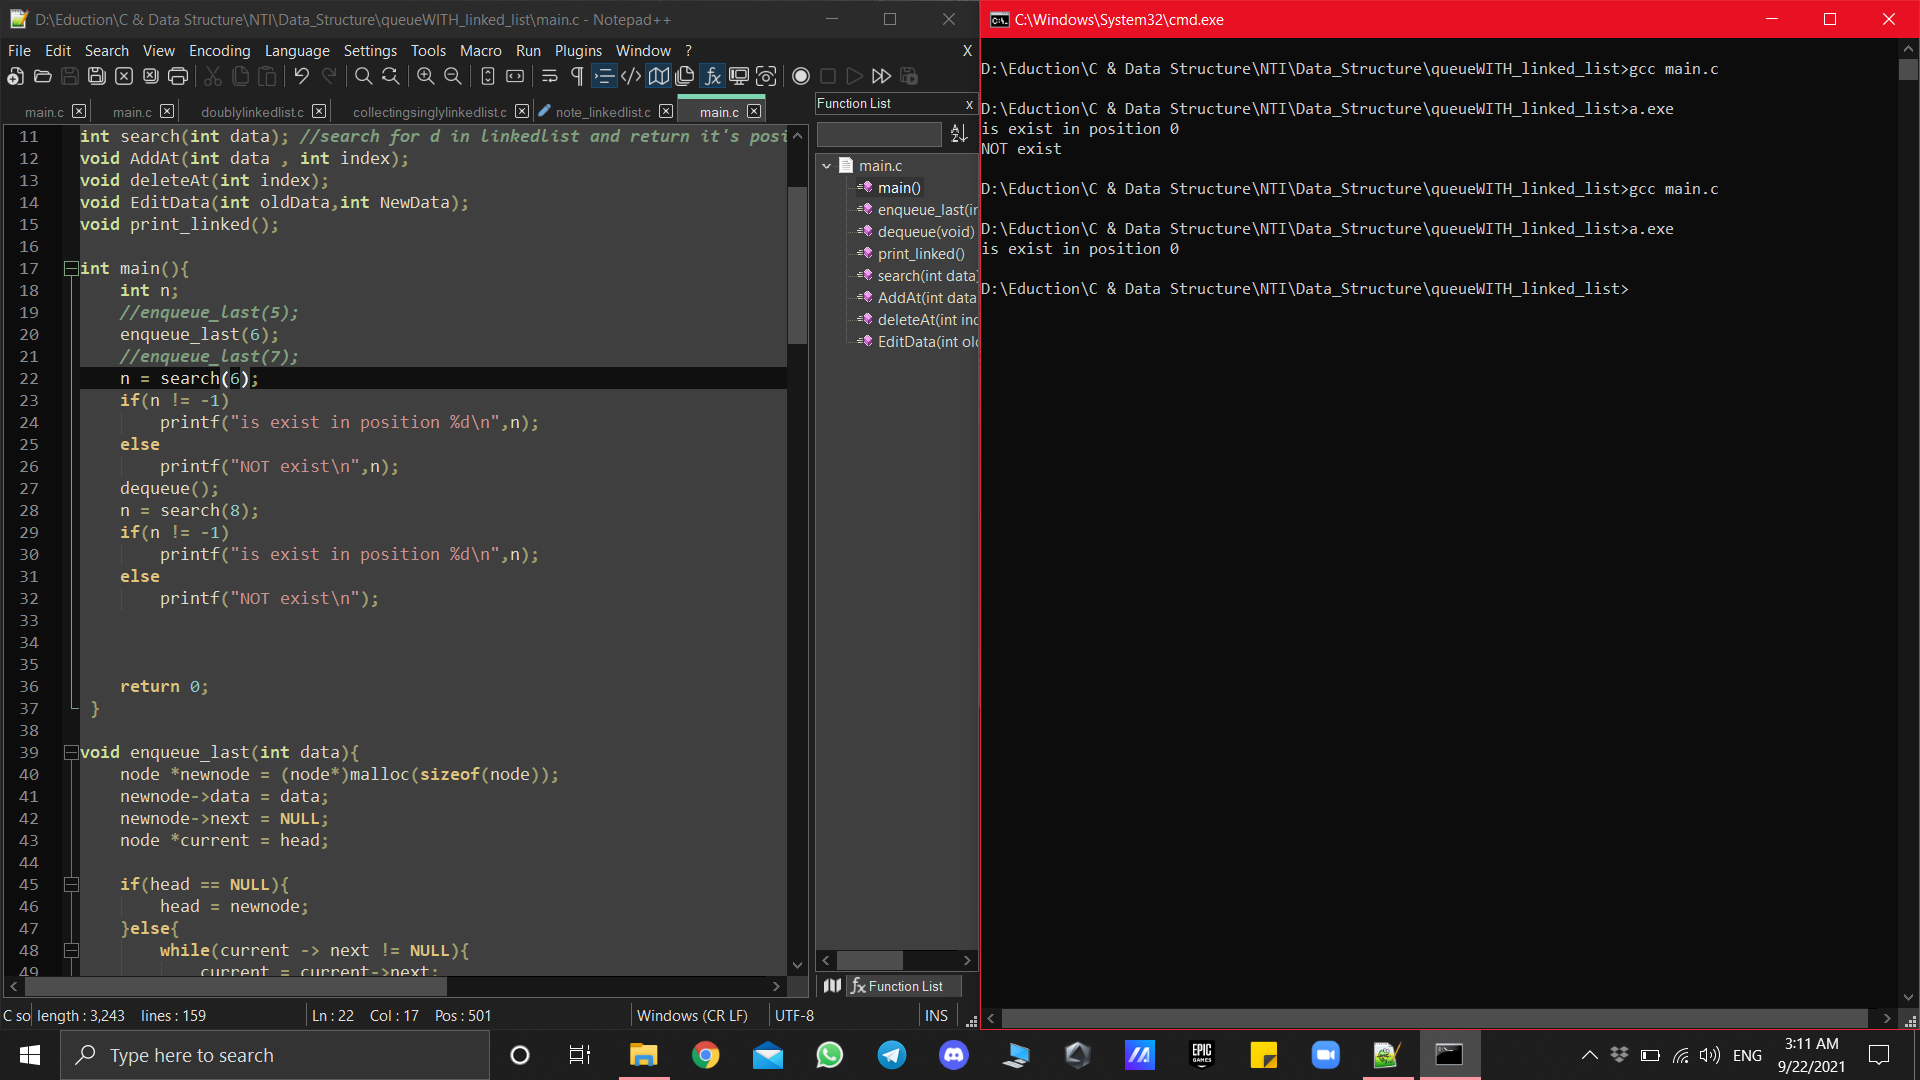 D:\Eduction\C & Data Structure\NTI\Data_Structure\queueWITH_linked_list\main.c - Notepad++
File Edit Search View Encoding Language Settings Tools Macro Run Plugins Window ? X
main.c main.c doublylinkedlist.c collectingsinglylinkedlist.c note_linkedlist.c main.c
11 int search(int data); //search for d in linkedlist and return it's posi
12 void AddAt(int data , int index);
13 void deleteAt(int index);
14 void EditData(int oldData,int NewData);
15 void print_linked();
16
17 int main(){
18 int n;
19 //enqueue_last(5);
20 enqueue_last(6);
21 //enqueue_last(7);
22 n = search(6);
23 if(n != -1)
24 printf("is exist in position %d\n",n);
25 else
26 printf("NOT exist\n",n);
27 dequeue();
28 n = search(8);
29 if(n != -1)
30 printf("is exist in position %d\n",n);
31 else
32 printf("NOT exist\n");
33
34
35
36 return 0;
37 }
38
39 void enqueue_last(int data){
40 node *newnode = (node*)malloc(sizeof(node));
41 newnode->data = data;
42 newnode->next = NULL;
43 node *current = head;
44
45 if(head == NULL){
46 head = newnode;
47 }else{
48 while(current -> next != NULL){
49 current = current->next;
Function List x
main.c
main()
enqueue_last(in
dequeue(void)
print_linked()
search(int data)
AddAt(int data
deleteAt(int ind
EditData(int old
Function List
C so length : 3,243 lines : 159 Ln : 22 Col : 17 Pos : 501 Windows (CR LF) UTF-8 INS
C:\Windows\System32\cmd.exe
D:\Eduction\C & Data Structure\NTI\Data_Structure\queueWITH_linked_list>gcc main.c
D:\Eduction\C & Data Structure\NTI\Data_Structure\queueWITH_linked_list>a.exe
is exist in position 0
NOT exist
D:\Eduction\C & Data Structure\NTI\Data_Structure\queueWITH_linked_list>gcc main.c
D:\Eduction\C & Data Structure\NTI\Data_Structure\queueWITH_linked_list>a.exe
is exist in position 0
D:\Eduction\C & Data Structure\NTI\Data_Structure\queueWITH_linked_list>
Type here to search
EPIC GAMES
ENG
3:11 AM
9/22/2021